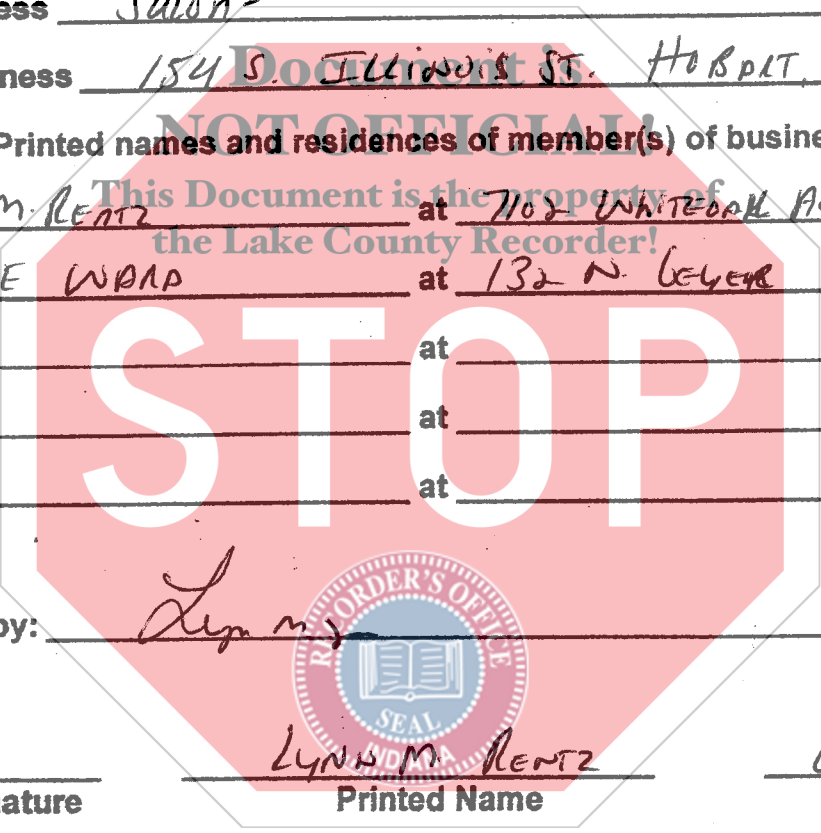 ess Salon
ness 154 S. ILLINOIS ST. HOBART,
Document is
NOT OFFICIAL!
Printed names and residences of member(s) of busine
This Document is the property of
M. RENTZ at 7102 WHITEOAK A
the Lake County Recorder!
E WARD at 132 N.
STOP
at
at
at
RECORDER'S OFFICE
by: Lynn M
SEAL
INDIANA
LYNN M. RENTZ
ature Printed Name